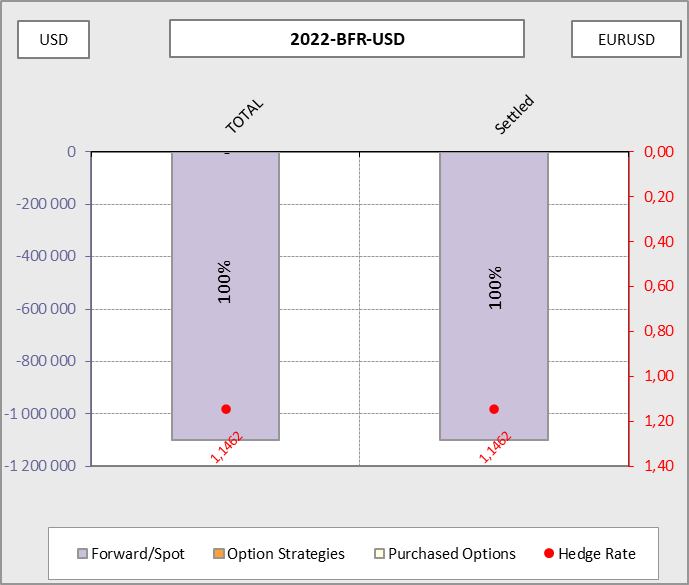 USD
2022-BFR-USD
EURUSD
TOTAL
Settled
0
0,00
-200 000
0,20
-400 000
0,40
100%
100%
-600 000
0,60
-800 000
0,80
-1 000 000
1,00
-1 200 000
1,20
1,40
1,1462
1,1462
Forward/Spot
Option Strategies
Purchased Options
Hedge Rate